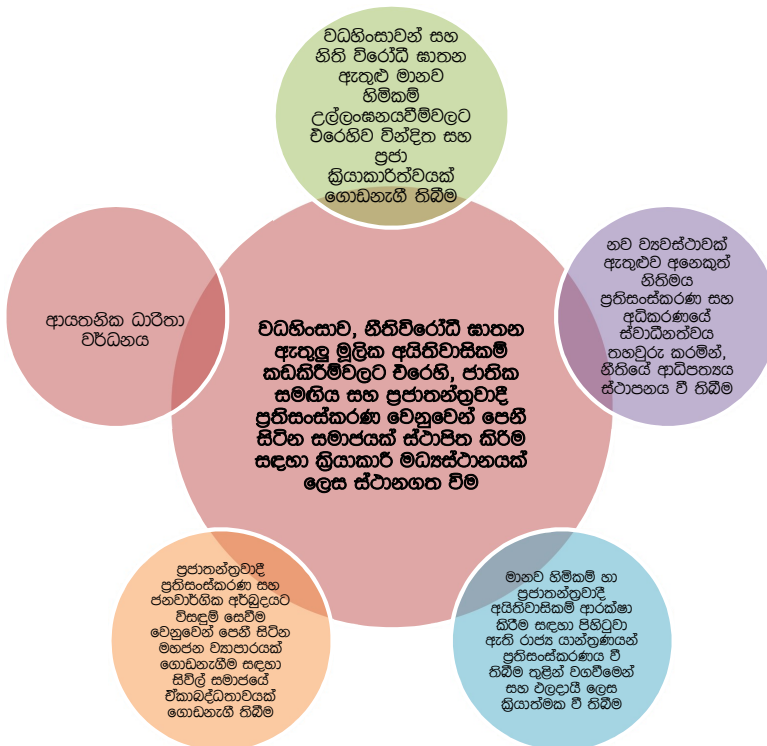 වධහිංසාවන් සහ
නිති විරෝධී ඝාතන
ඇතුළු මානව
හිමිකම්
උල්ලංඝනයවීම්වලට
එරෙහිව වින්දිත සහ
ප්‍රජා
ක්‍රියාකාරිත්වයක්
ගොඩනැගී තිබීම
නව ව්‍යවස්ථාවක්
ඇතුළුව අනෙකුත්
නිතිමය
ප්‍රතිසංස්කරණ සහ
අධිකරණයේ
ස්වාධීනත්වය
තහවුරු කරමින්,
නීතියේ ආධිපත්‍යය
ස්ථාපනය වී තිබීම
ආයතනික ධාරිතා
වර්ධනය
වධහිංසාව, නීතිවිරෝධී ඝාතන
ඇතුලු මූලික අයිතිවාසිකම්
කඩකිරීම්වලට එරෙහි, ජාතික
සමඟිය සහ ප්‍රජාතන්ත්‍රවාදී
ප්‍රතිසංස්කරණ වෙනුවෙන් පෙනී
සිටින සමාජයක් ස්ථාපිත කිරීම
සඳහා ක්‍රියාකාරී මධ්‍යස්ථානයක්
ලෙස ස්ථානගත වීම
ප්‍රජාතන්ත්‍රවාදී
ප්‍රතිසංස්කරණ සහ
ජනවාර්ගික අර්බුදයට
විසඳුම් සෙවීම
වෙනුවෙන් පෙනී සිටින
මහජන ව්‍යාපාරයක්
ගොඩනැගීම සඳහා
සිවිල් සමාජයේ
ඒකාබද්ධතාවයක්
ගොඩනැගී තිබීම
මානව හිමිකම් හා
ප්‍රජාතන්ත්‍රවාදී
අයිතිවාසිකම් ආරක්ෂා
කිරීම සඳහා පිහිටුවා
ඇති රාජ්‍ය යාන්ත්‍රණයන්
ප්‍රතිසංස්කරණය වී
තිබීම තුළින් වගවීමෙන්
සහ ඵලදායී ලෙස
ක්‍රියාත්මක වී තිබීම